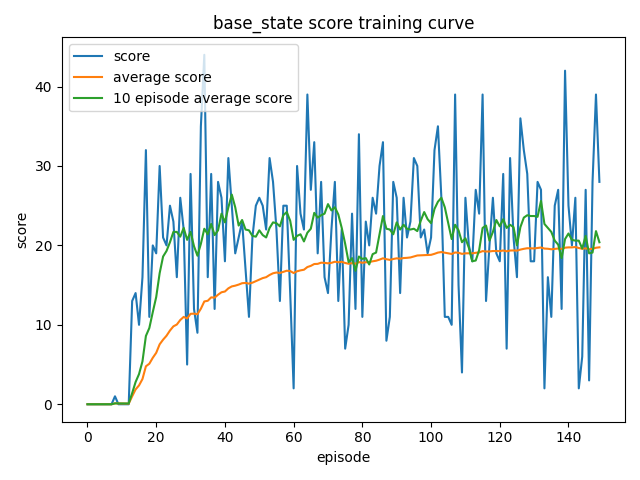 base_state score training curve
score
average score
10 episode average score
score
40
30
20
10
0
0 20 40 60 80 100 120 140
episode